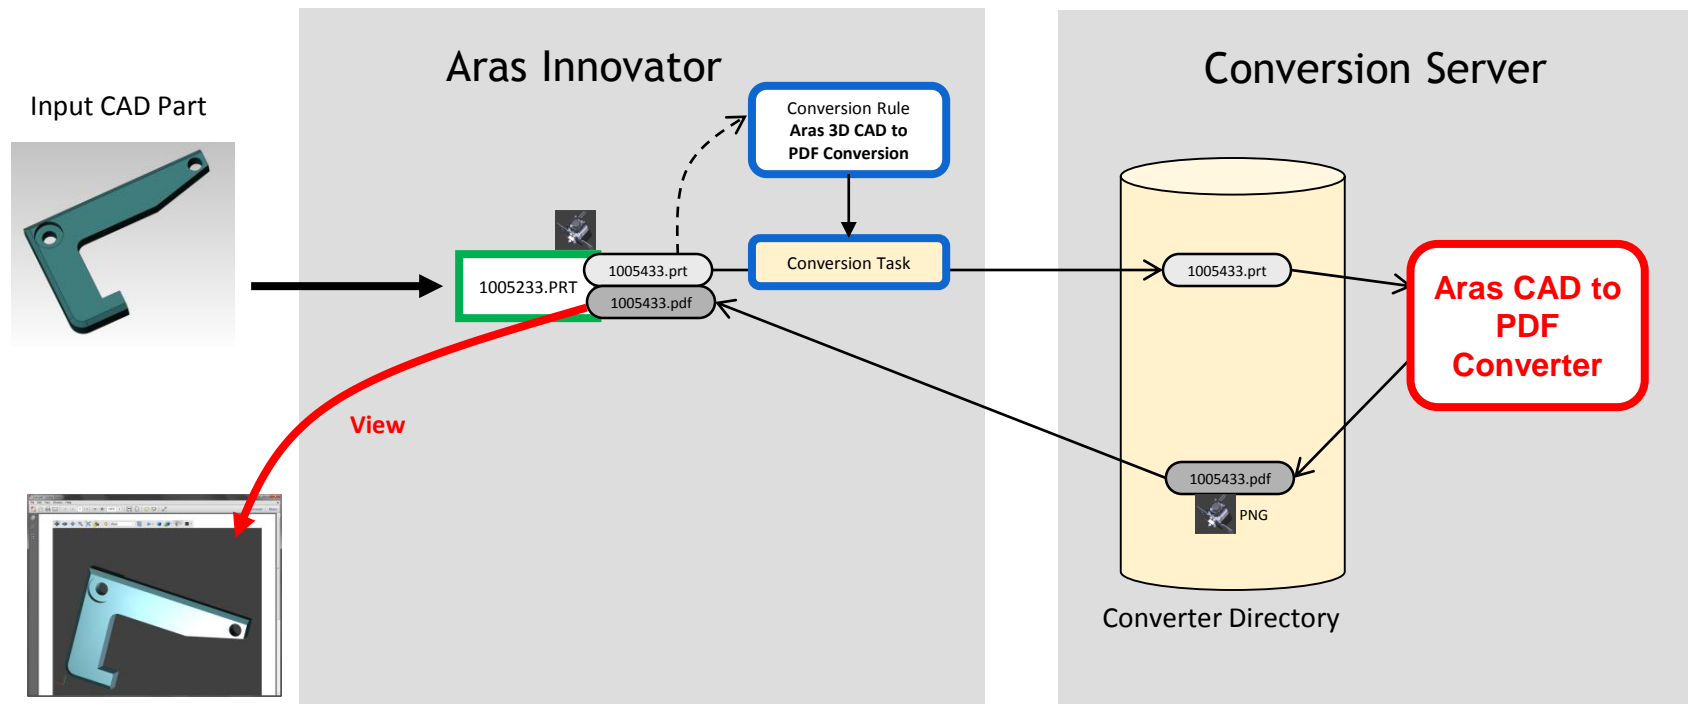 Aras Innovator
Conversion Server
Input CAD Part
Conversion Rule
Aras 3D CAD to
PDF Conversion
Conversion Task
1005233.PRT
1005433.prt
1005433.pdf
1005433.prt
Aras CAD to
PDF
Converter
View
1005433.pdf
PNG
Converter Directory